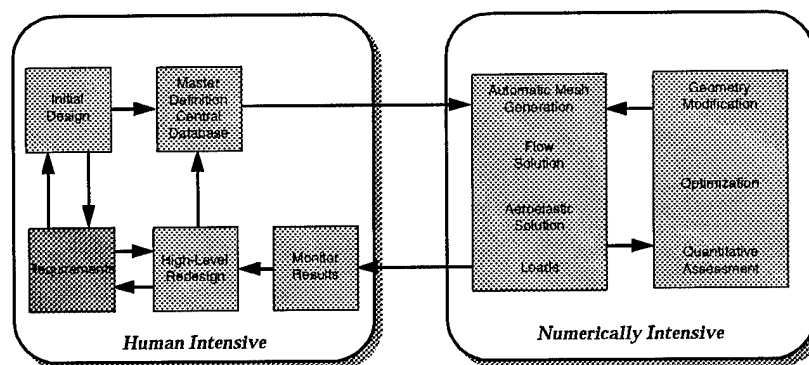 Initial
Design
Master
Definition
Central
Database
Requirements
High-Level
Redesign
Monitor
Results
Human Intensive
Automatic Mesh
Generation
Flow
Solution
Aeroelastic
Solution
Loads
Geometry
Modification
Optimization
Quantitative
Assessment
Numerically Intensive